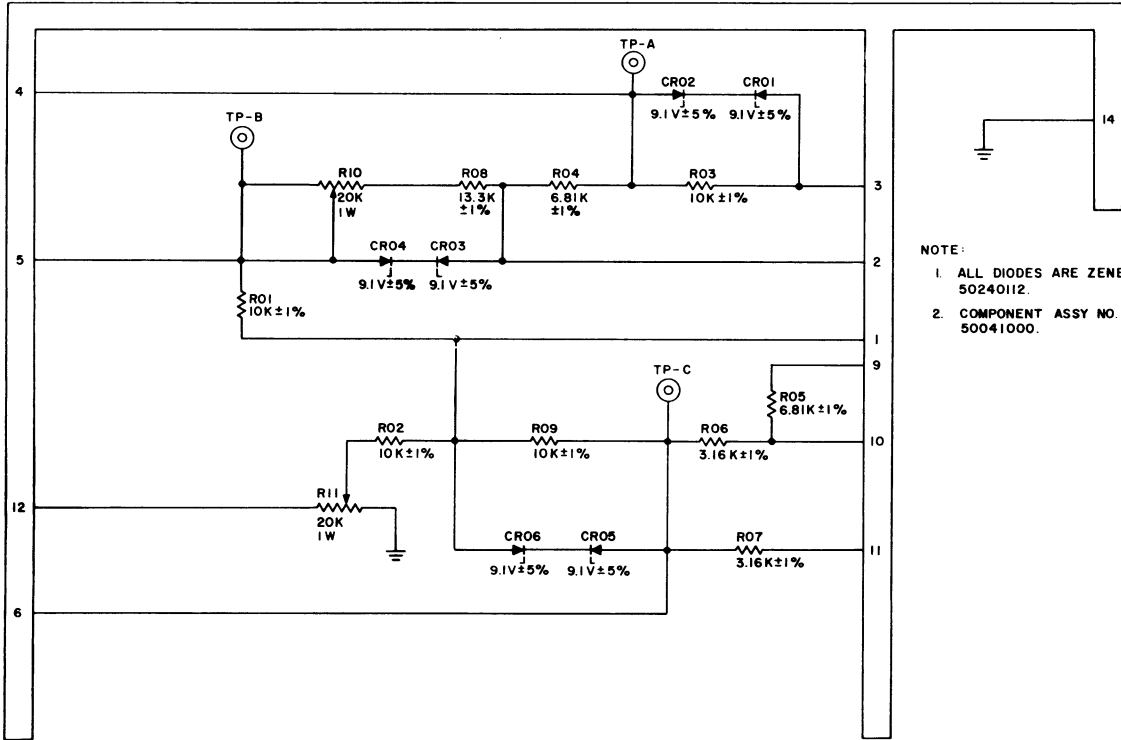 TP-A
CR02 CR01
4
9.1V±5% 9.1V±5%
TP-B
14
R10 R08 R04 R03
3
20K 13.3K 6.81K 10K±1%
1W ±1% ±1%
CR04 CR03
5
2
9.1V±5% 9.1V±5%
NOTE:
1. ALL DIODES ARE
50240112.
2. COMPONENT ASSY NO.
50041000.
R01
10K±1%
1
9
TP-C
R05
6.81K±1%
R02 R09 R06
10
10K±1% 10K±1% 3.16K±1%
R11
12
20K
1W
CR06 CR05 R07
11
9.1V±5% 9.1V±5% 3.16K±1%
6